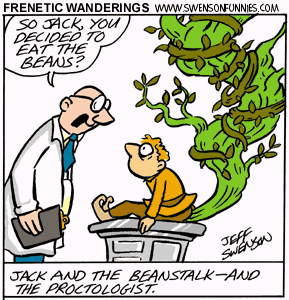 FRENETIC WANDERINGS WWW.SWENSONFUNNIES.COM
SO JACK, YOU
DECIDED TO
EAT THE
BEANS?
JEFF
SWENSON
JACK AND THE BEANSTALK—AND
THE PROCTOLOGIST.